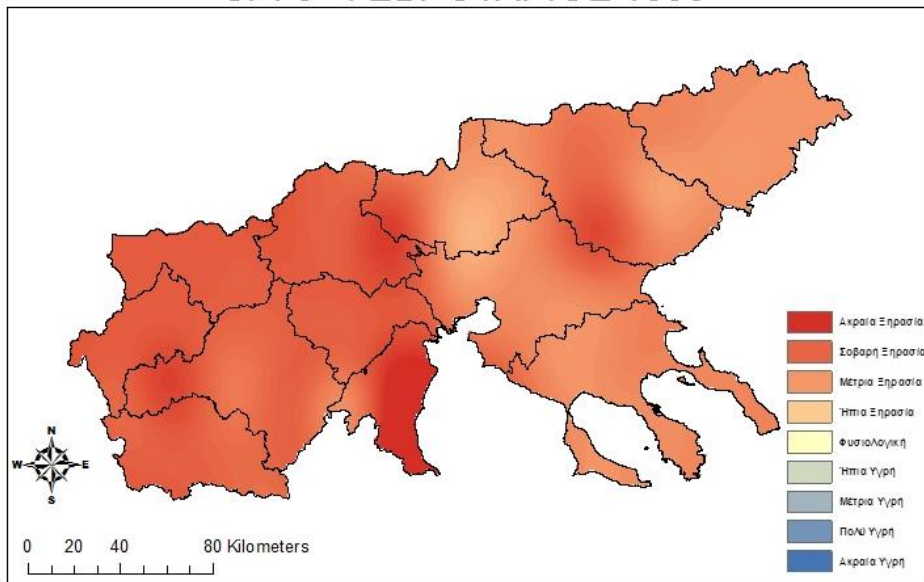 Ακραία Ξηρασία
Σοβαρή Ξηρασία
Μέτρια Ξηρασία
Ήπια Ξηρασία
Φυσιολογική
Ήπια Υγρή
Μέτρια Υγρή
Πολύ Υγρή
Ακραία Υγρή
N
W E
S
0 20 40 80 Kilometers